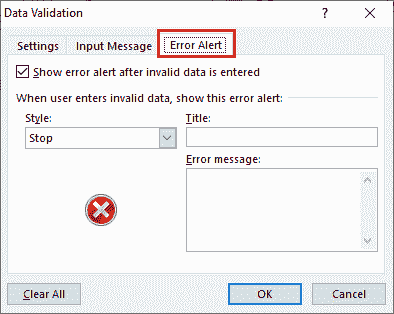 Data Validation
Settings Input Message Error Alert
Show error alert after invalid data is entered
When user enters invalid data, show this error alert:
Style: Title:
Stop
Error message:
Clear All OK Cancel